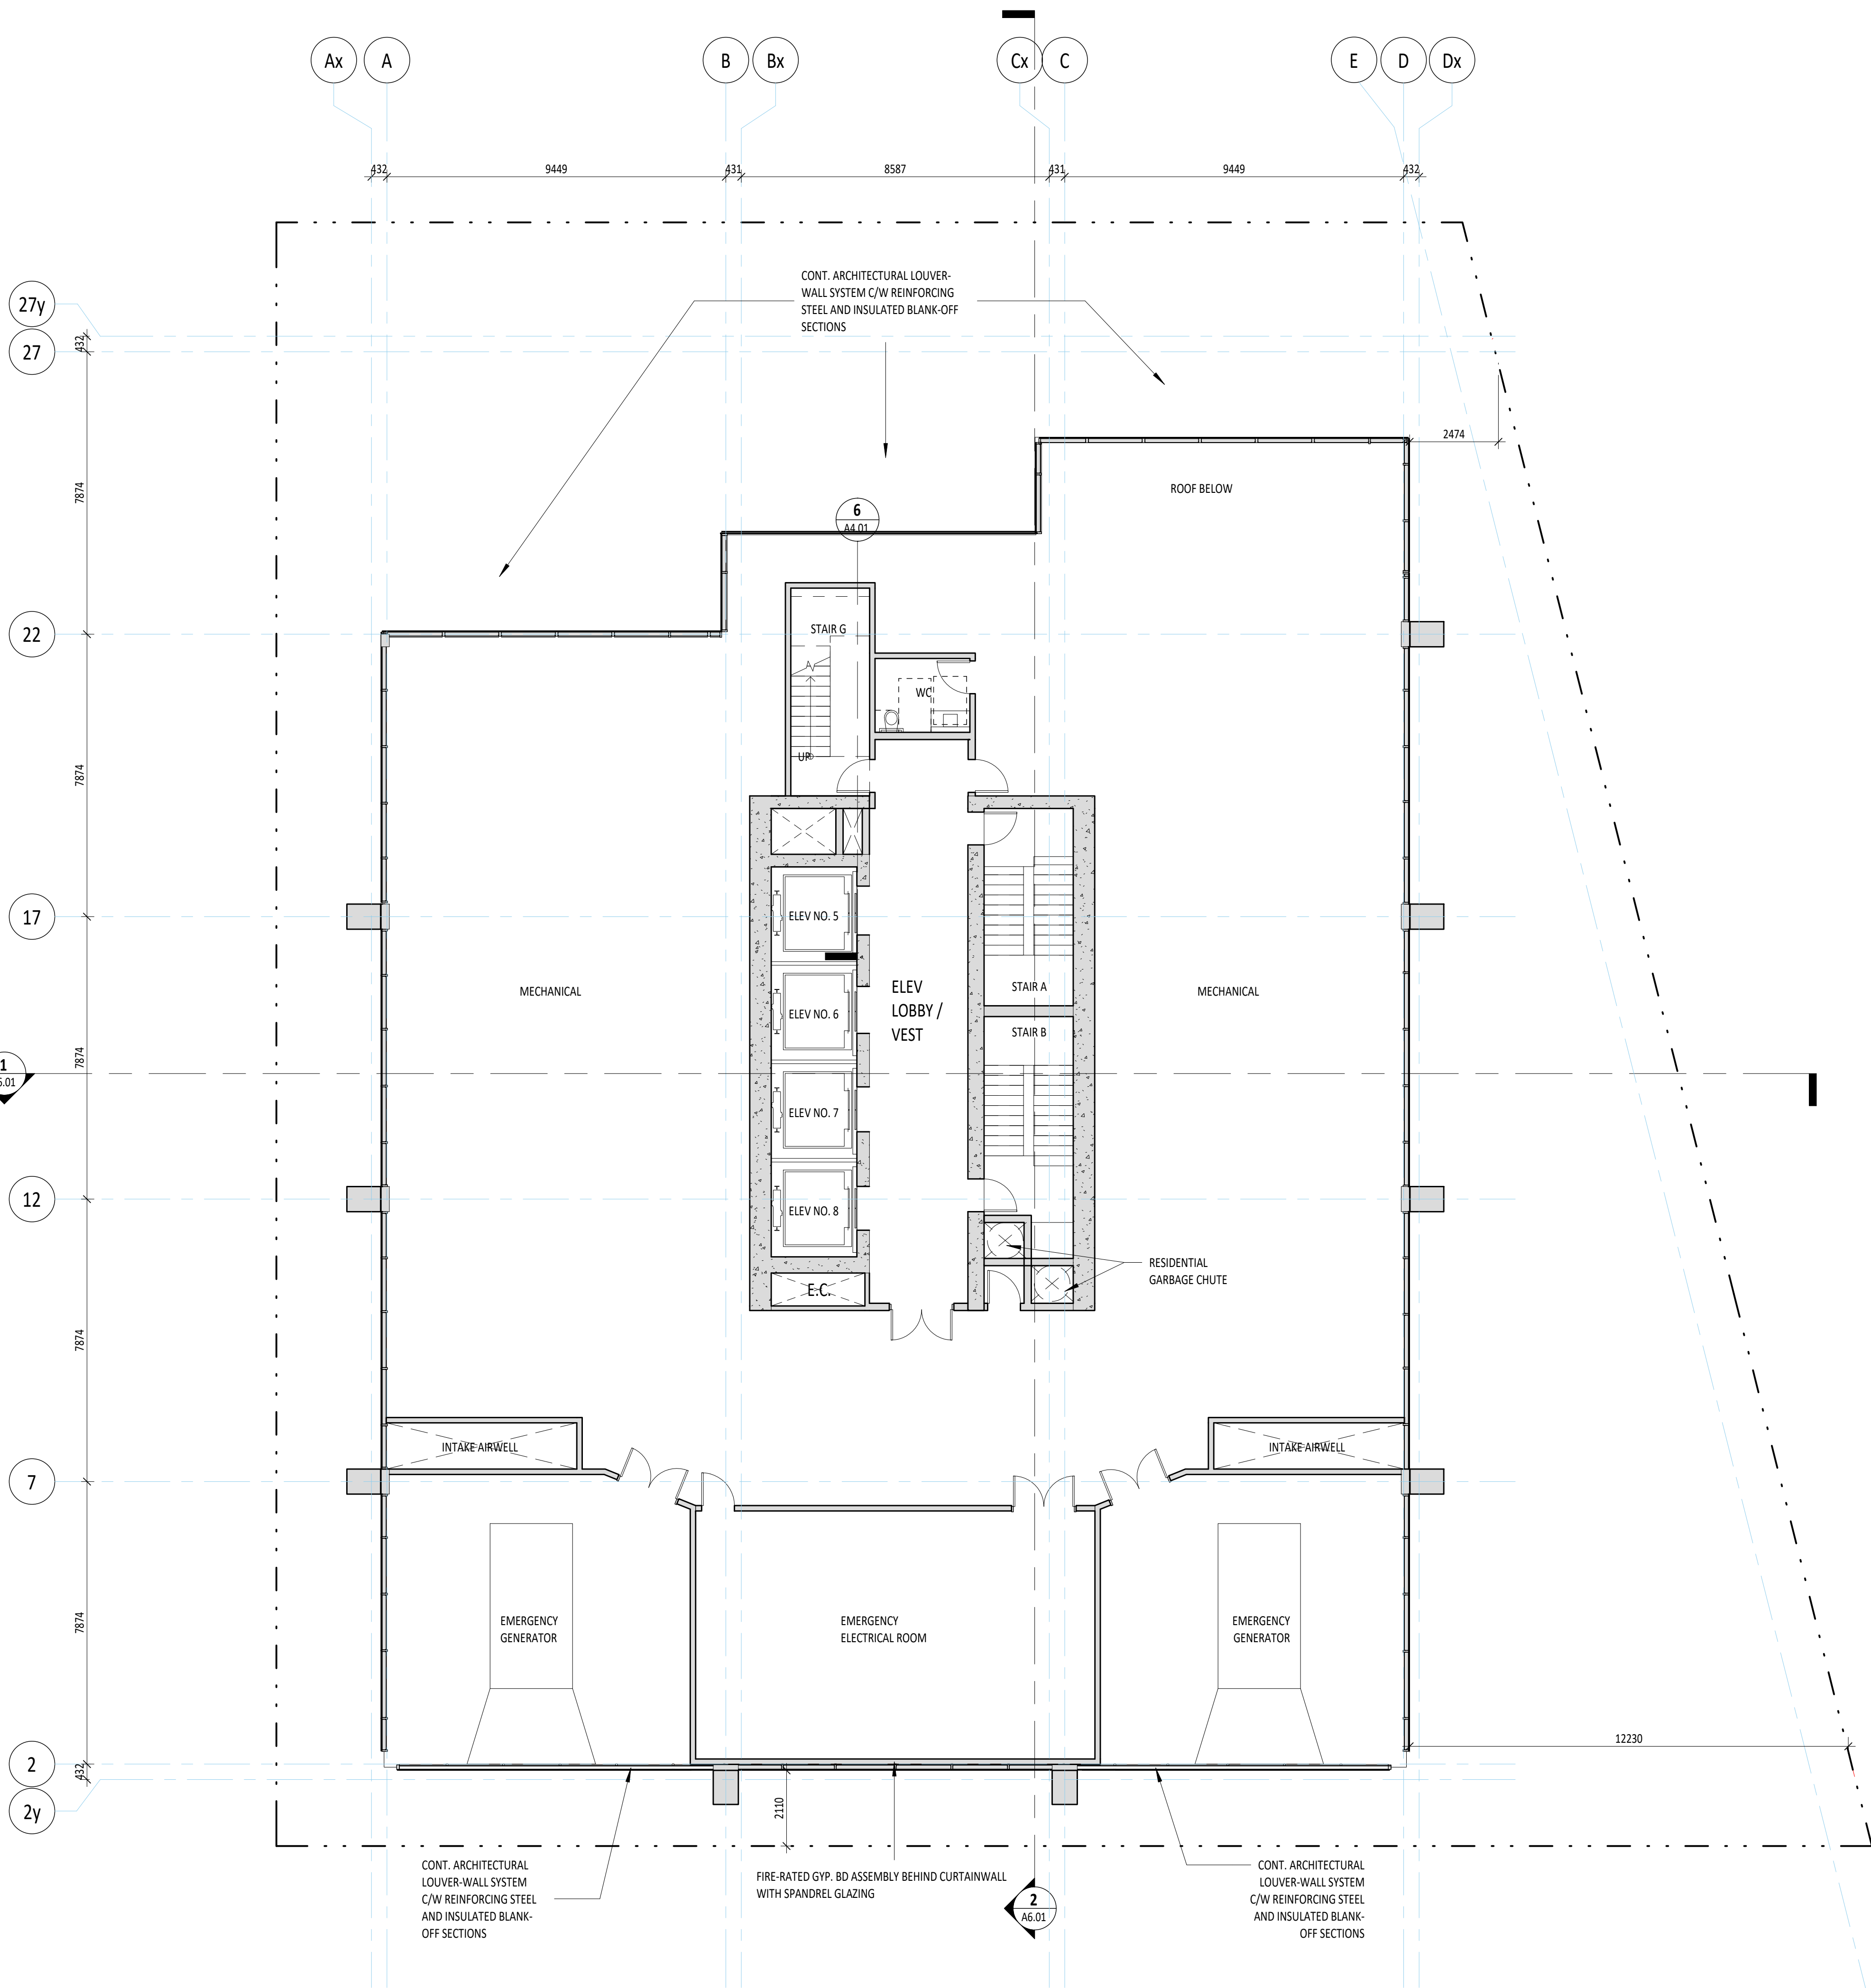 Ax
A
B
Bx
Cx
C
E
D
Dx
432
9449
431
8587
431
9449
432
CONT. ARCHITECTURAL LOUVER-
WALL SYSTEM C/W REINFORCING
STEEL AND INSULATED BLANK-OFF
SECTIONS
27y
432
27
2474
7874
ROOF BELOW
6
A4.01
22
STAIR G
WC
UP
7874
17
ELEV NO. 5
MECHANICAL
ELEV
LOBBY /
VEST
STAIR A
MECHANICAL
ELEV NO. 6
STAIR B
7874
1
ELEV NO. 7
12
ELEV NO. 8
RESIDENTIAL
GARBAGE CHUTE
E.C.
7874
INTAKE AIRWELL
INTAKE AIRWELL
7
7874
EMERGENCY
GENERATOR
EMERGENCY
ELECTRICAL ROOM
EMERGENCY
GENERATOR
12230
2
432
2y
2110
CONT. ARCHITECTURAL
LOUVER-WALL SYSTEM
C/W REINFORCING STEEL
AND INSULATED BLANK-
OFF SECTIONS
FIRE-RATED GYP. BD ASSEMBLY BEHIND CURTAINWALL
WITH SPANDREL GLAZING
2
A6.01
CONT. ARCHITECTURAL
LOUVER-WALL SYSTEM
C/W REINFORCING STEEL
AND INSULATED BLANK-
OFF SECTIONS